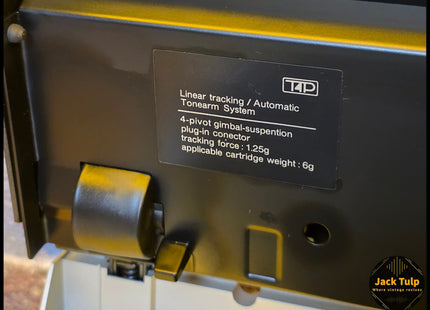 T4P
Linear tracking / Automatic
Tonearm System
4-pivot gimbal-suspention
plug-in conector
tracking force : 1.25g
applicable cartridge weight : 6g
Jack Tulp
Where vintage revives